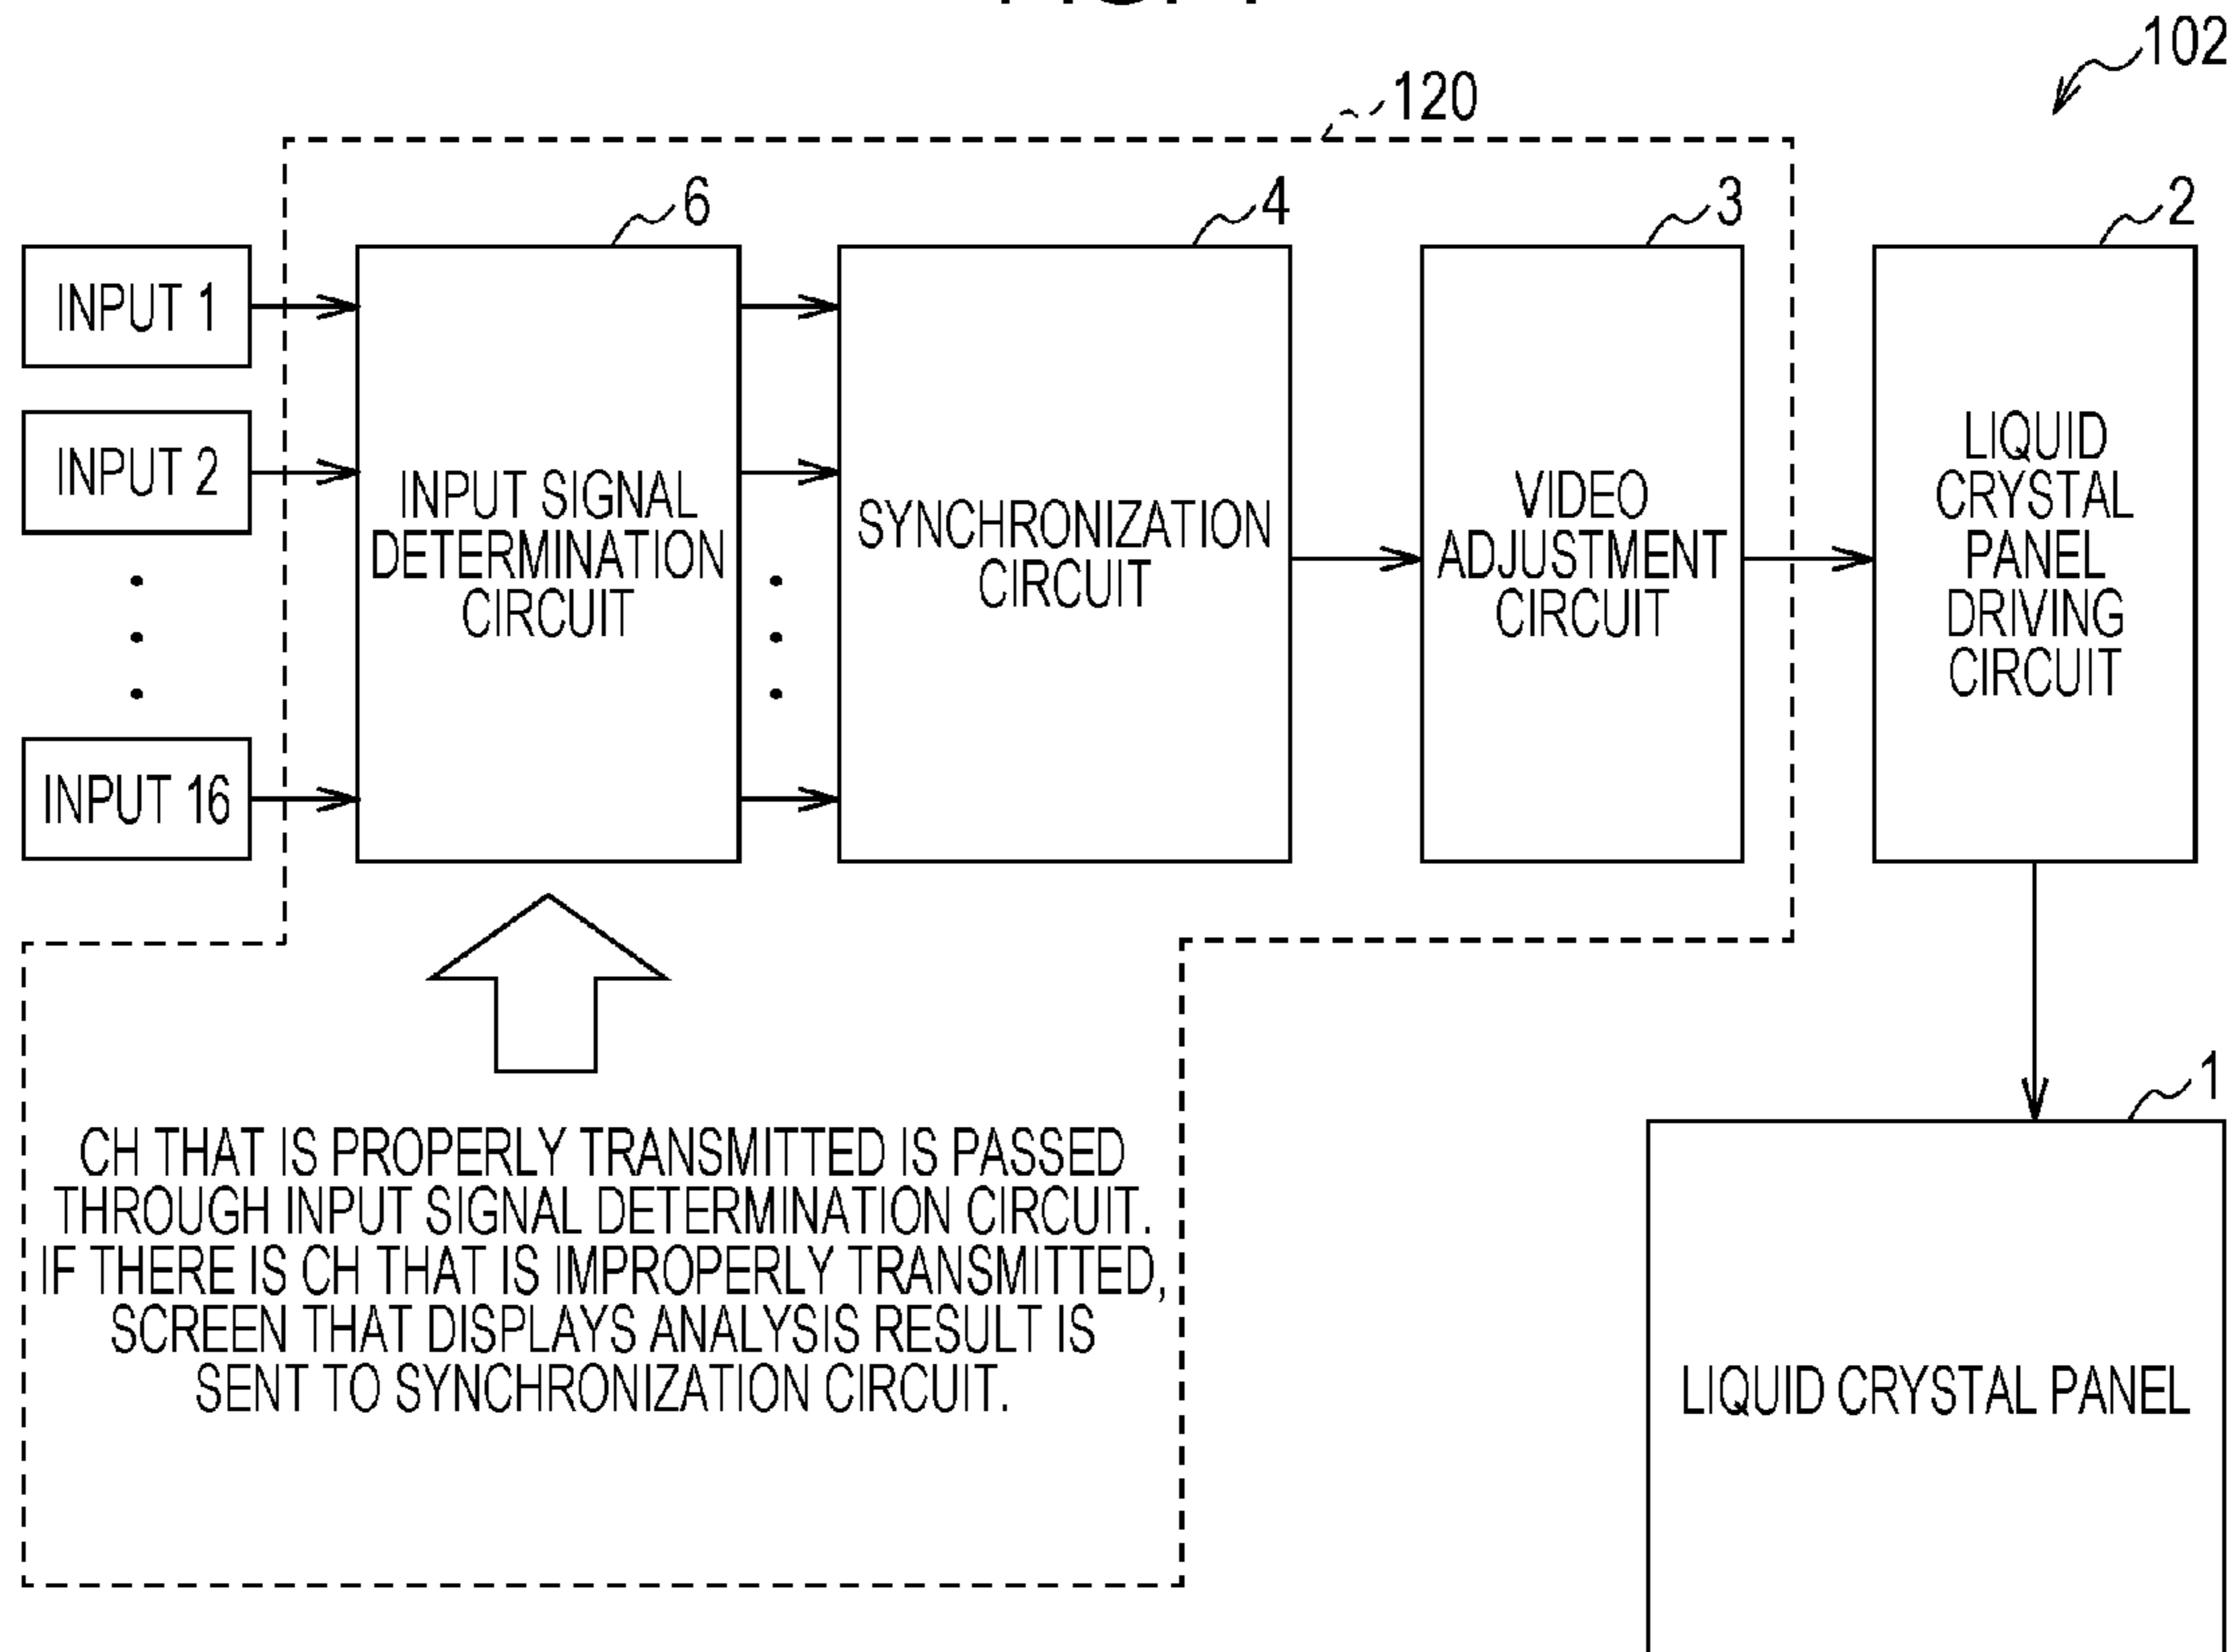 102
120
6
4
3
2
INPUT 1
INPUT 2
INPUT 16
INPUT SIGNAL
DETERMINATION
CIRCUIT
SYNCHRONIZATION
CIRCUIT
VIDEO
ADJUSTMENT
CIRCUIT
LIQUID
CRYSTAL
PANEL
DRIVING
CIRCUIT
CH THAT IS PROPERLY TRANSMITTED IS PASSED
THROUGH INPUT SIGNAL DETERMINATION CIRCUIT.
IF THERE IS CH THAT IS IMPROPERLY TRANSMITTED,
SCREEN THAT DISPLAYS ANALYSIS RESULT IS
SENT TO SYNCHRONIZATION CIRCUIT.
1
LIQUID CRYSTAL PANEL